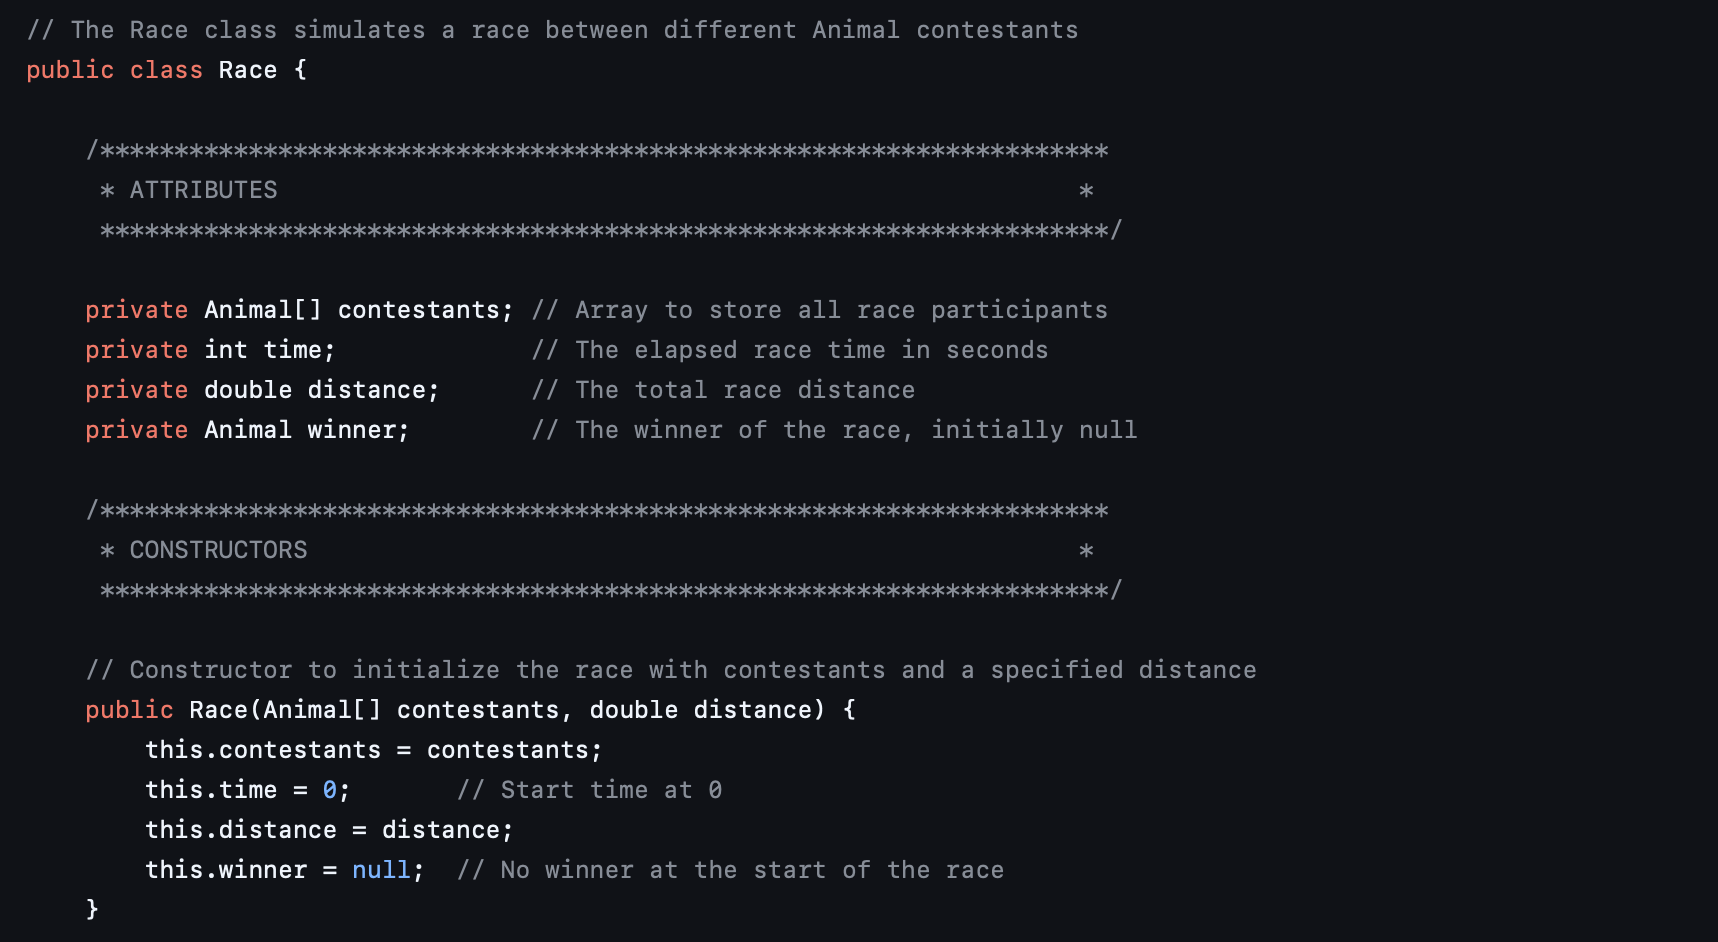 // The Race class simulates a race between different Animal contestants
public class Race {
/********************************************************************
* ATTRIBUTES                                                       *
********************************************************************/
private Animal[] contestants; // Array to store all race participants
private int time;             // The elapsed race time in seconds
private double distance;      // The total race distance
private Animal winner;        // The winner of the race, initially null
/********************************************************************
* CONSTRUCTORS                                                     *
********************************************************************/
// Constructor to initialize the race with contestants and a specified distance
public Race(Animal[] contestants, double distance) {
this.contestants = contestants;
this.time = 0;       // Start time at 0
this.distance = distance;
this.winner = null;  // No winner at the start of the race
}